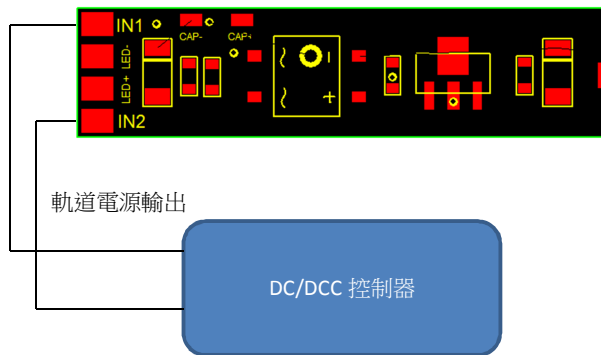 IN1
CAP-
CAP+
LED-
LED+
IN2
軌道電源輸出
DC/DCC 控制器